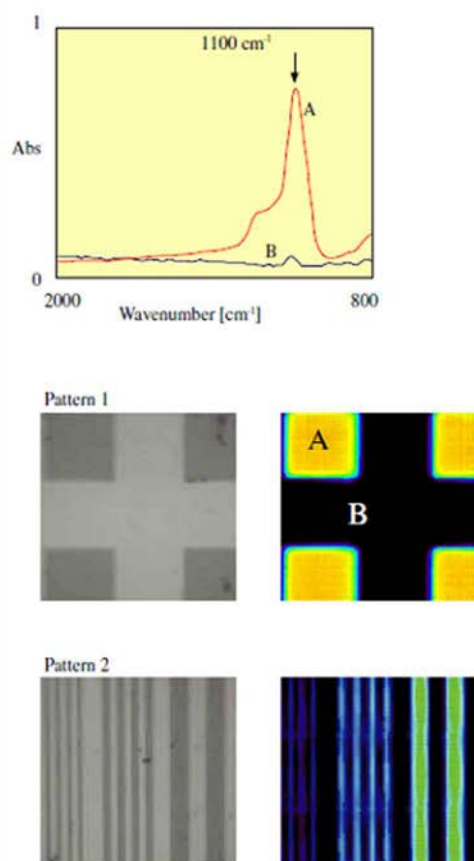 1
1100 cm⁻¹
A
Abs
B
0
2000
800
Wavenumber [cm⁻¹]
Pattern 1
A
B
Pattern 2